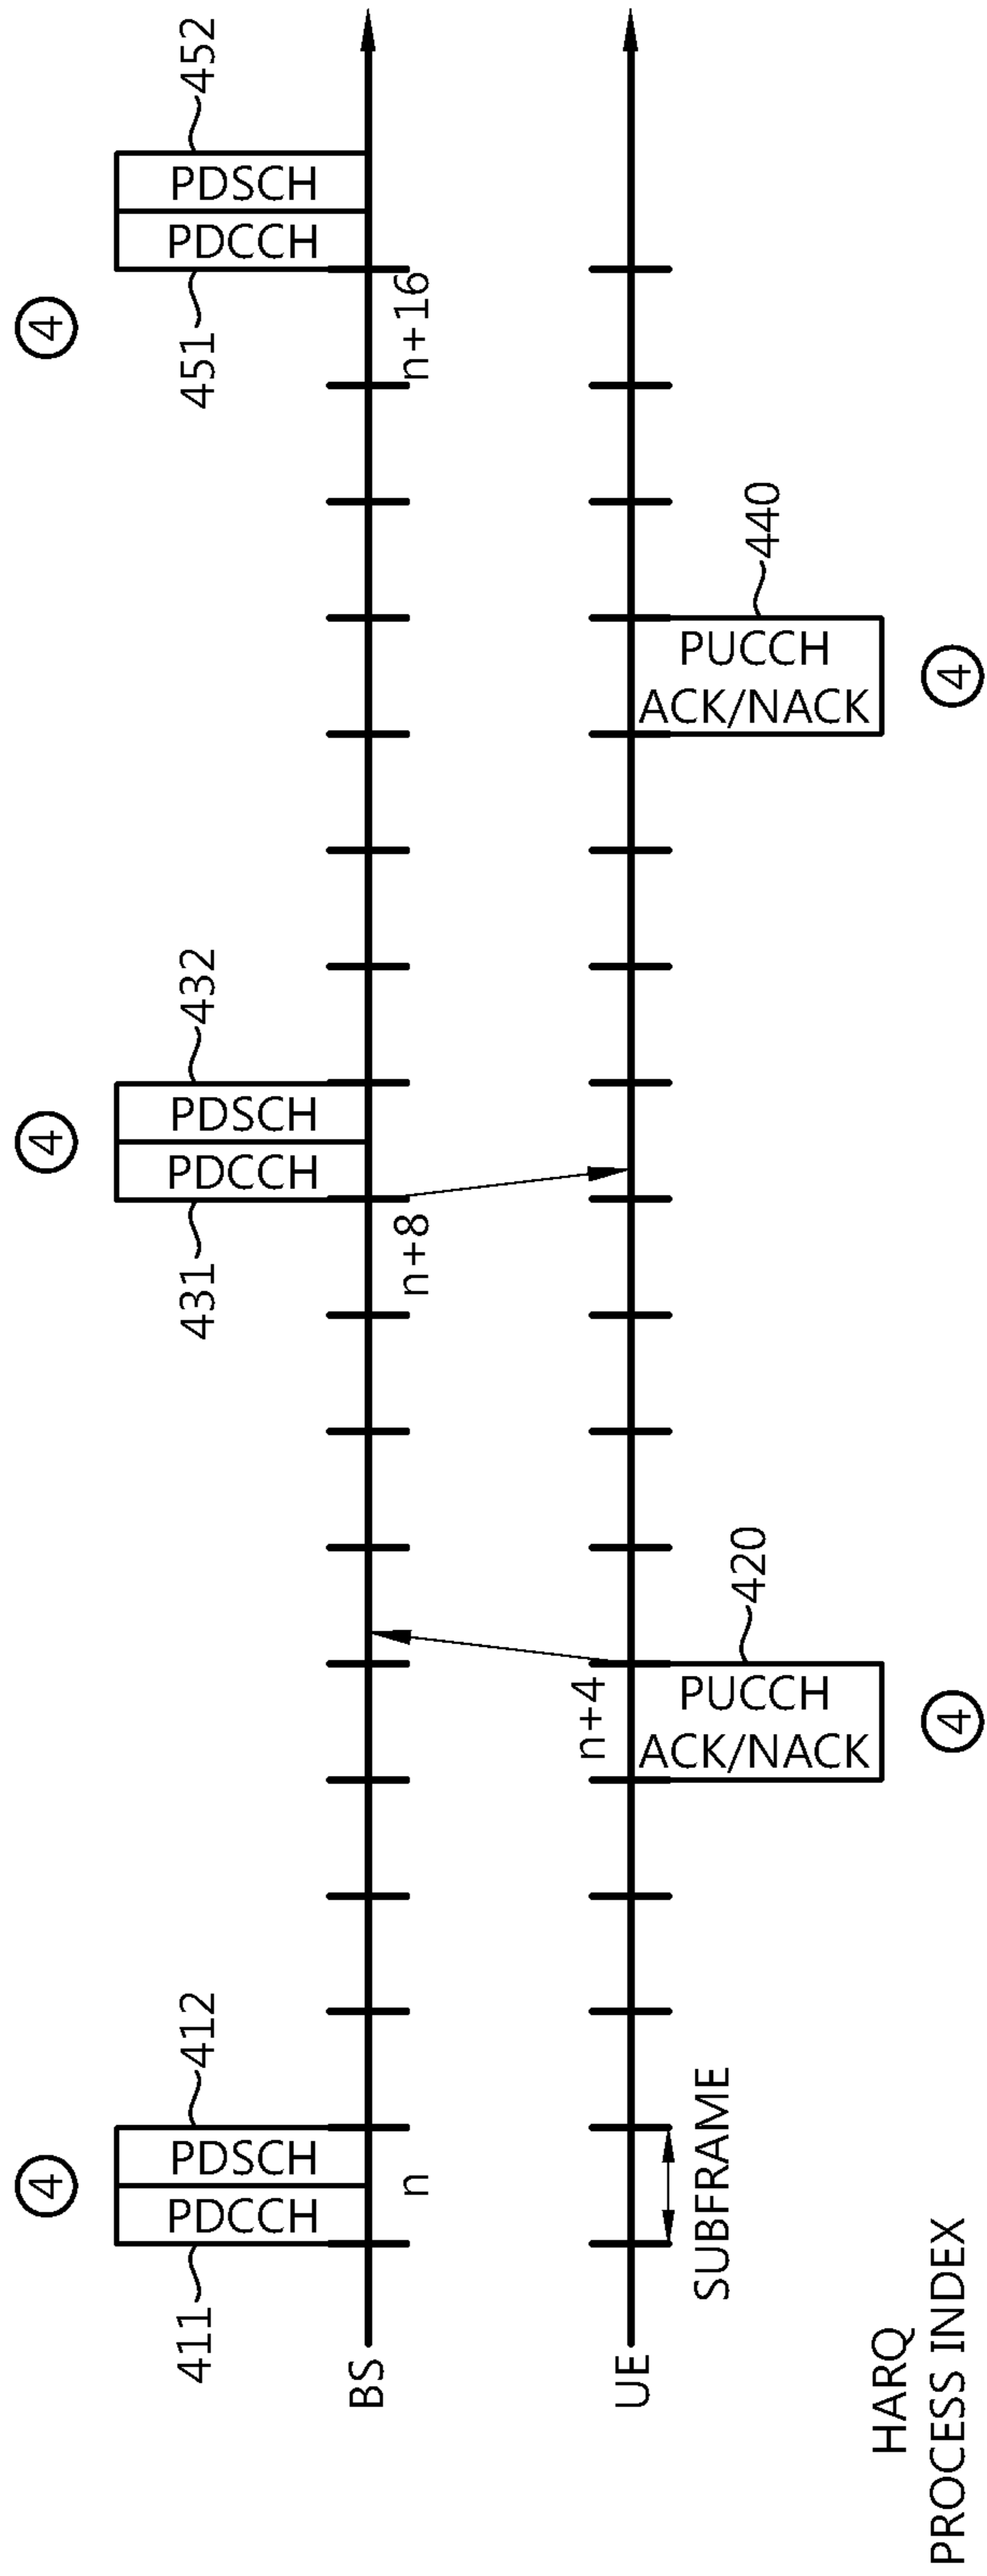 ④
④
④
411
PDCCH
PDSCH
412
431
PDCCH
PDSCH
432
451
PDCCH
PDSCH
452
BS
n
n+8
n+16
n+4
UE
SUBFRAME
PUCCH
ACK/NACK
420
PUCCH
ACK/NACK
440
HARQ
PROCESS INDEX
④
④